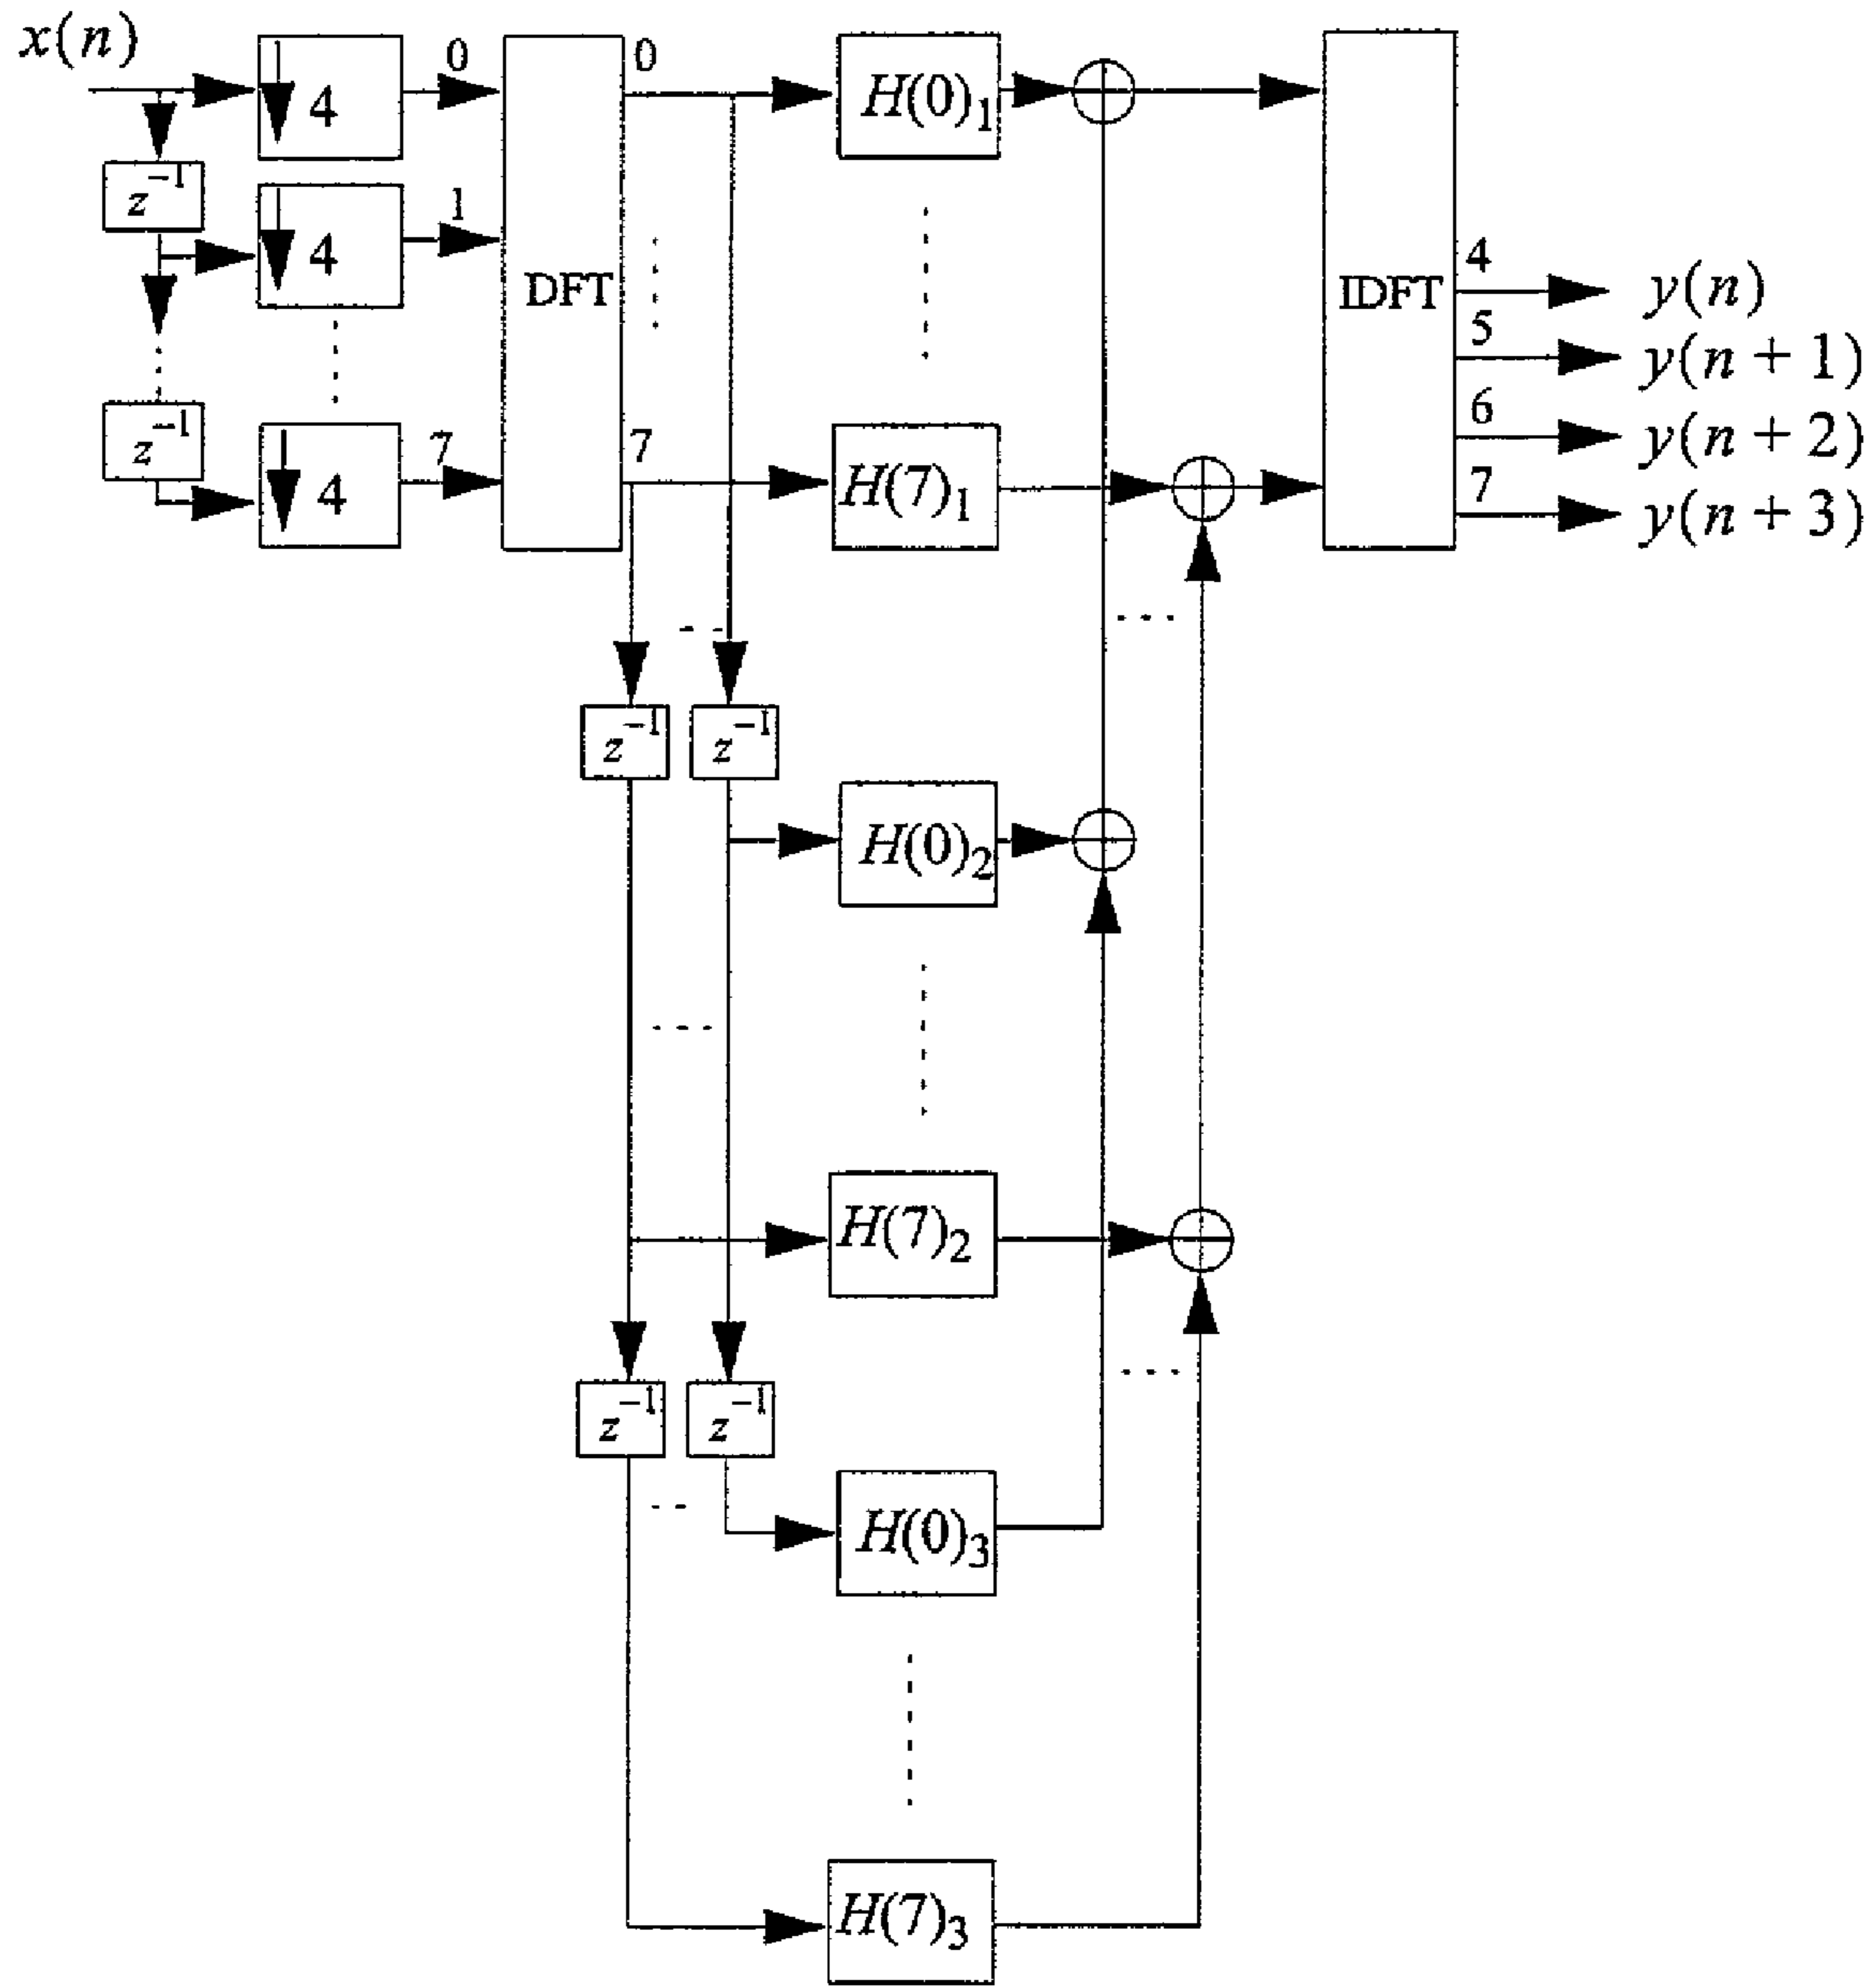 x(n)
4
0
0
H(0)₁
z⁻¹
4
1
DFT
IDFT
4
y(n)
5
y(n + 1)
6
y(n + 2)
7
y(n + 3)
z⁻¹
4
7
7
H(7)₁
z⁻¹
z⁻¹
H(0)₂
H(7)₂
z⁻¹
z⁻¹
H(0)₃
H(7)₃